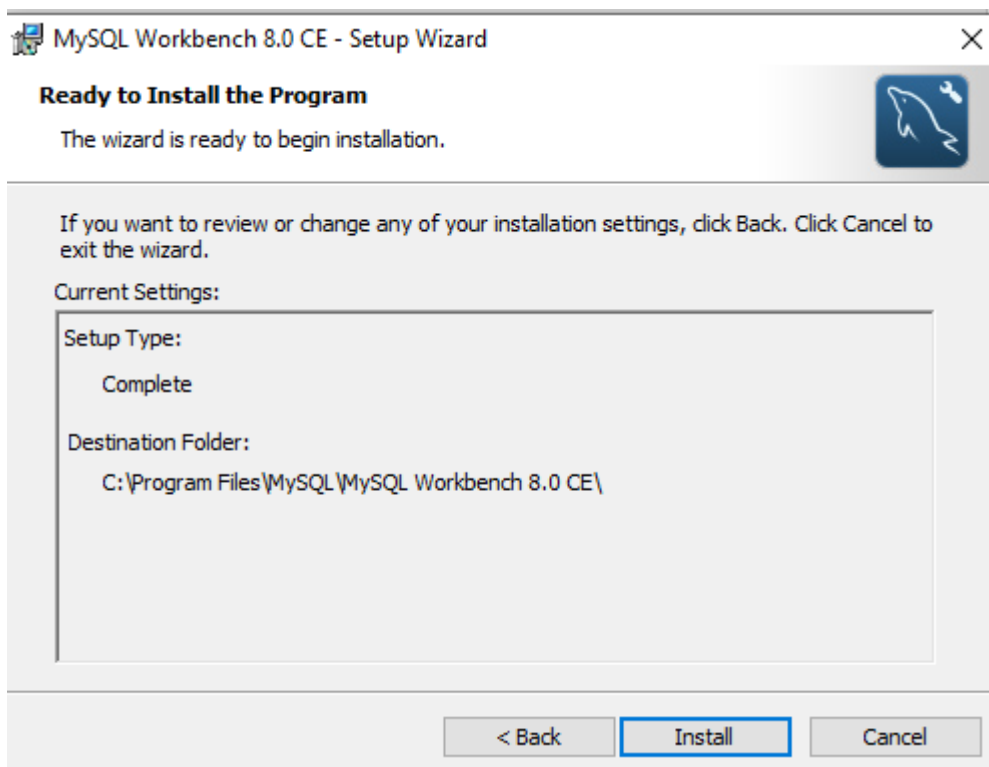 MySQL Workbench 8.0 CE - Setup Wizard
Ready to Install the Program
The wizard is ready to begin installation.
If you want to review or change any of your installation settings, click Back. Click Cancel to
exit the wizard.
Current Settings:
Setup Type:
Complete
Destination Folder:
C:\Program Files\MySQL\MySQL Workbench 8.0 CE\
< Back
Install
Cancel